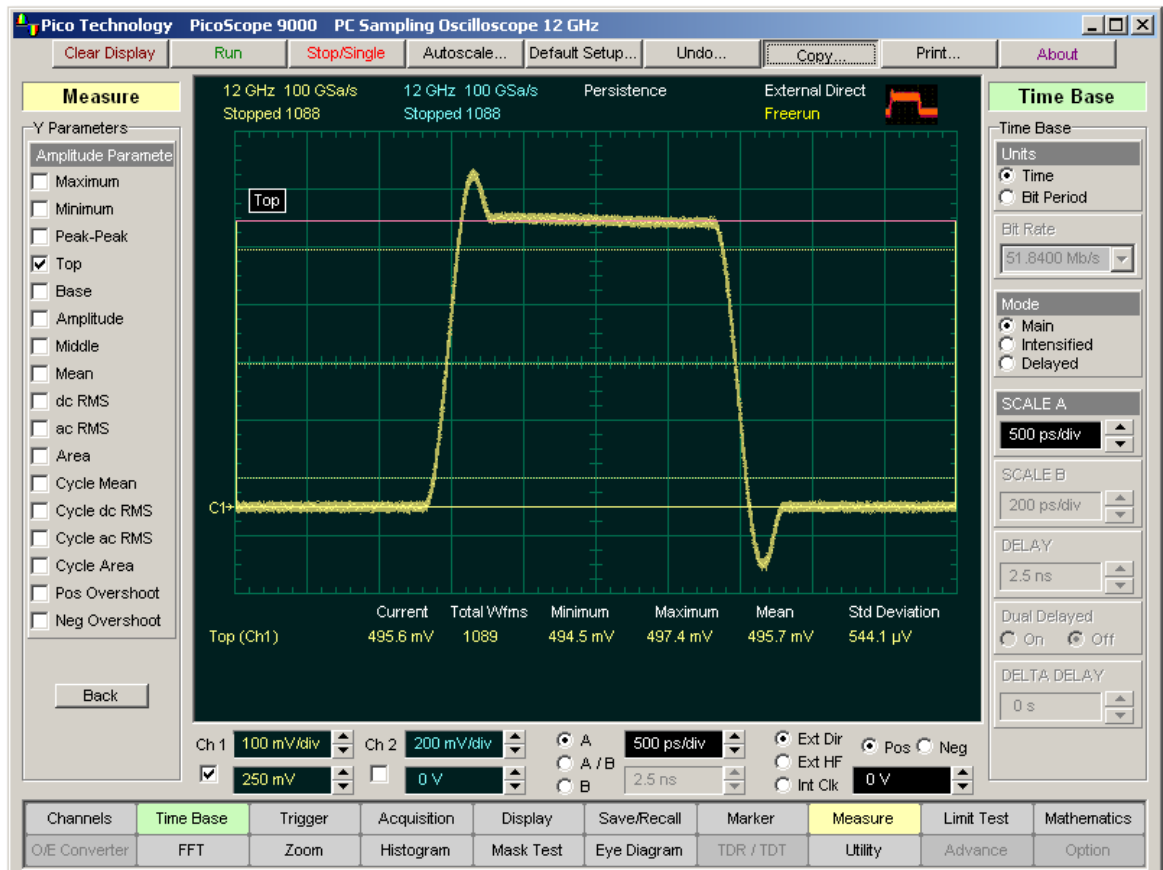 Pico Technology PicoScope 9000 PC Sampling Oscilloscope 12 GHz
Clear Display Run Stop/Single Autoscale... Default Setup... Undo... Copy... Print... About
Measure
Y Parameters
Amplitude Paramete
Maximum
Minimum
Peak-Peak
Top
Base
Amplitude
Middle
Mean
dc RMS
ac RMS
Area
Cycle Mean
Cycle dc RMS
Cycle ac RMS
Cycle Area
Pos Overshoot
Neg Overshoot
Back
12 GHz 100 GSa/s 12 GHz 100 GSa/s Persistence External Direct
Stopped 1088 Stopped 1088 Freerun
Top
C1
Current Total Wfms Minimum Maximum Mean Std Deviation
Top (Ch1) 495.6 mV 1089 494.5 mV 497.4 mV 495.7 mV 544.1 µV
Time Base
Time Base
Units
Time
Bit Period
Bit Rate
51.8400 Mb/s
Mode
Main
Intensified
Delayed
SCALE A
500 ps/div
SCALE B
200 ps/div
DELAY
2.5 ns
Dual Delayed
On Off
DELTA DELAY
0 s
Ch 1 100 mV/div Ch 2 200 mV/div A 500 ps/div Ext Dir Pos Neg
A / B Ext HF
250 mV 0 V B 2.5 ns Int Clk 0 V
Channels Time Base Trigger Acquisition Display Save/Recall Marker Measure Limit Test Mathematics
O/E Converter FFT Zoom Histogram Mask Test Eye Diagram TDR / TDT Utility Advance Option